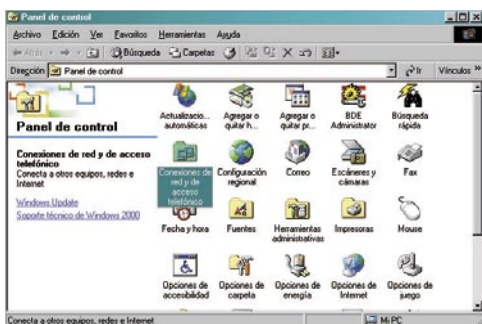 Panel de control
Archivo Edición Ver Favoritos Herramientas Ayuda
Atrás Búsqueda Carpetas
Dirección Panel de control Ir Vínculos »
Panel de control
Conexiones de red y de acceso
telefónico
Conecta a otros equipos, redes e
Internet
Windows Update
Soporte técnico de Windows 2000
Actualizacio...
automáticas
Agregar o
quitar h...
Agregar o
quitar pr...
BDE
Administrator
Búsqueda
rápida
Conexiones de
red y de
acceso
telefónico
Configuración
regional
Correo
Escáneres y
cámaras
Fax
Fecha y hora
Fuentes
Herramientas
administrativas
Impresoras
Mouse
Opciones de
accesibilidad
Opciones de
carpeta
Opciones de
energía
Opciones de
Internet
Opciones de
juego
Conecta a otros equipos, redes e Internet Mi PC